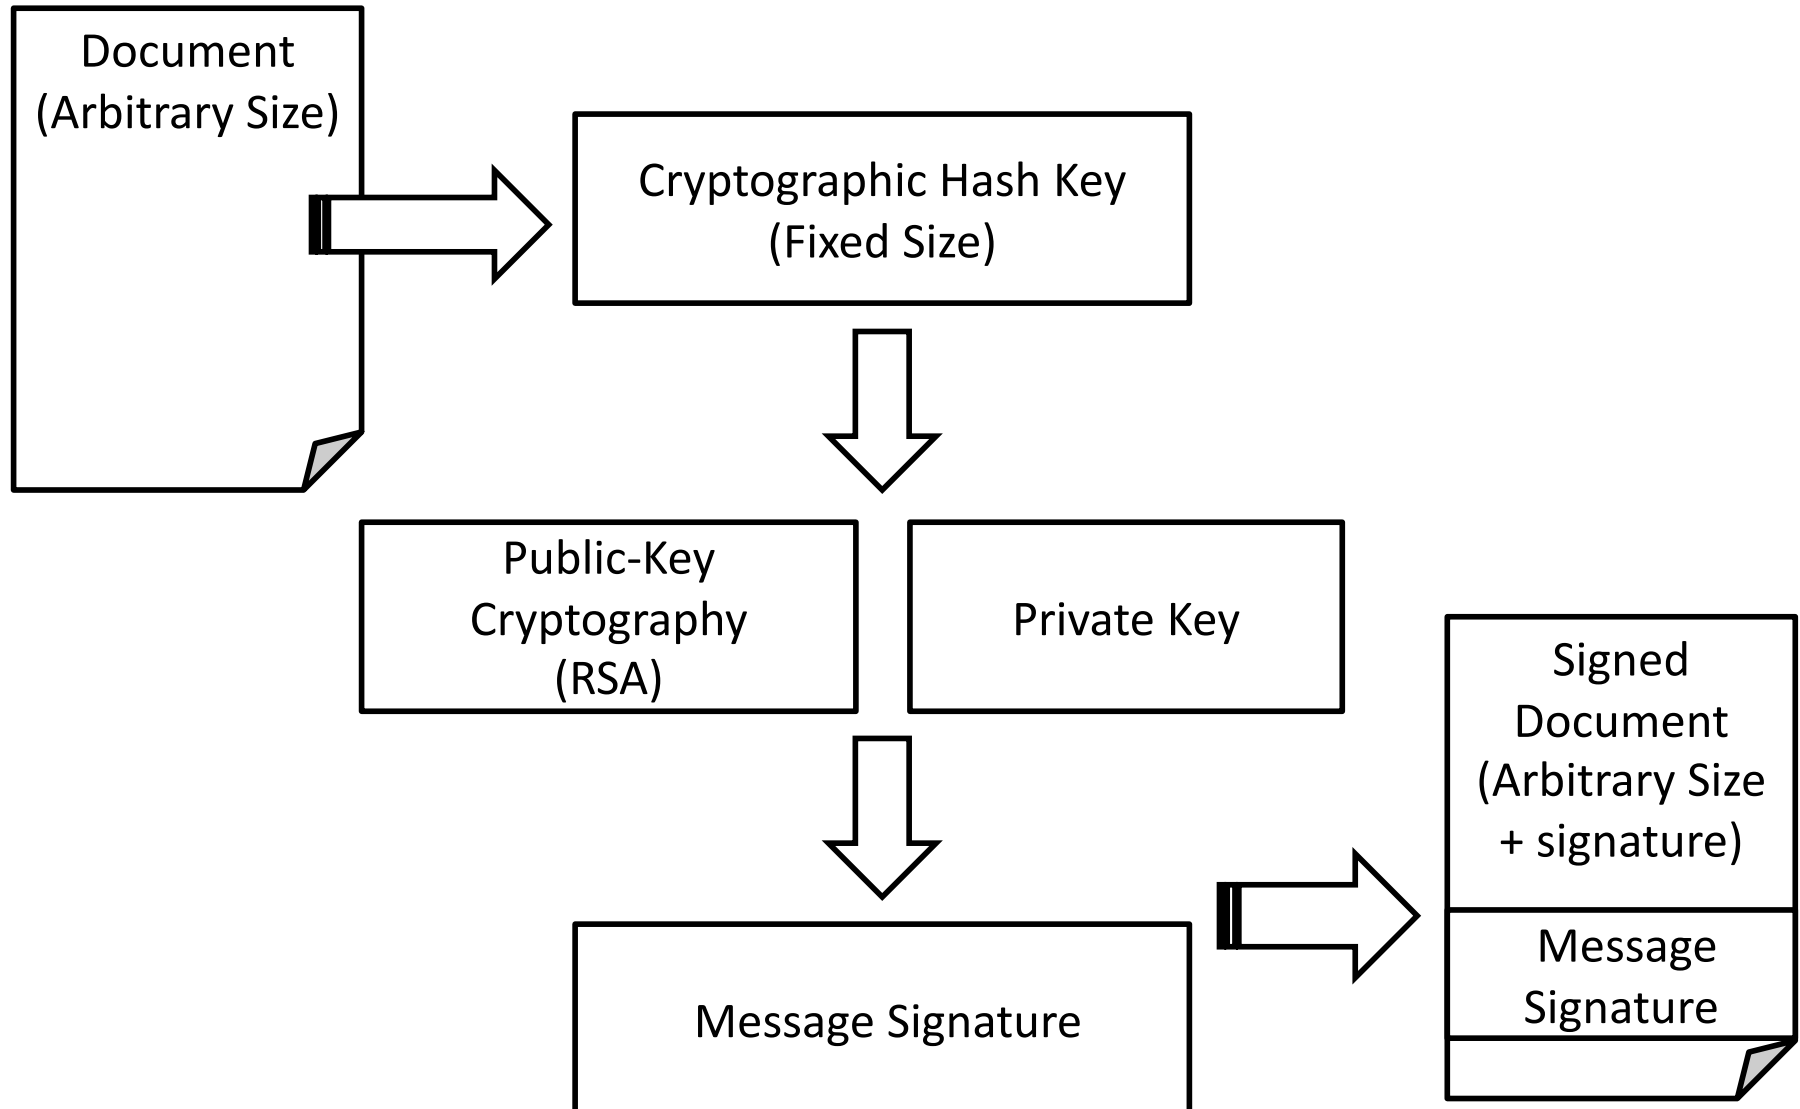 Document
(Arbitrary Size)
Cryptographic Hash Key
(Fixed Size)
Public-Key
Cryptography
(RSA)
Private Key
Signed
Document
(Arbitrary Size
+ signature)
Message
Signature
Message Signature